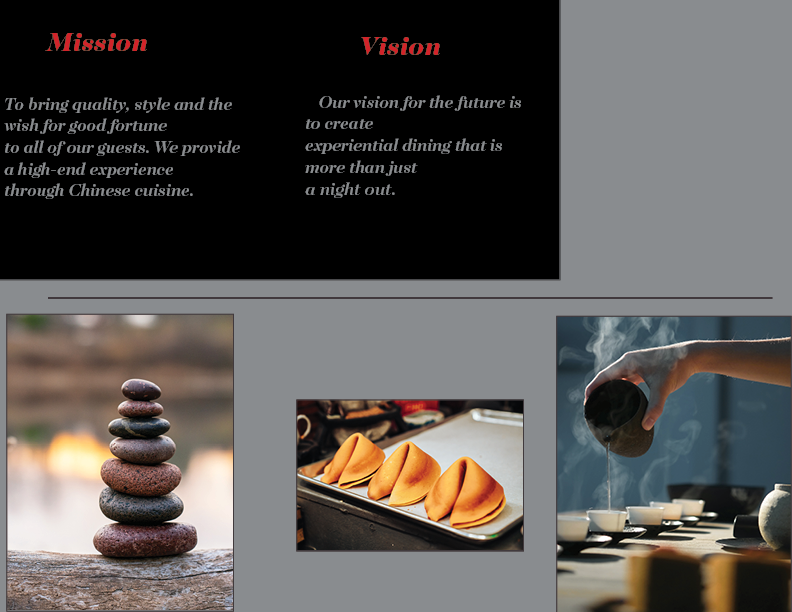 Mission
To bring quality, style and the
wish for good fortune
to all of our guests. We provide
a high-end experience
through Chinese cuisine.
Vision
Our vision for the future is
to create
experiential dining that is
more than just
a night out.